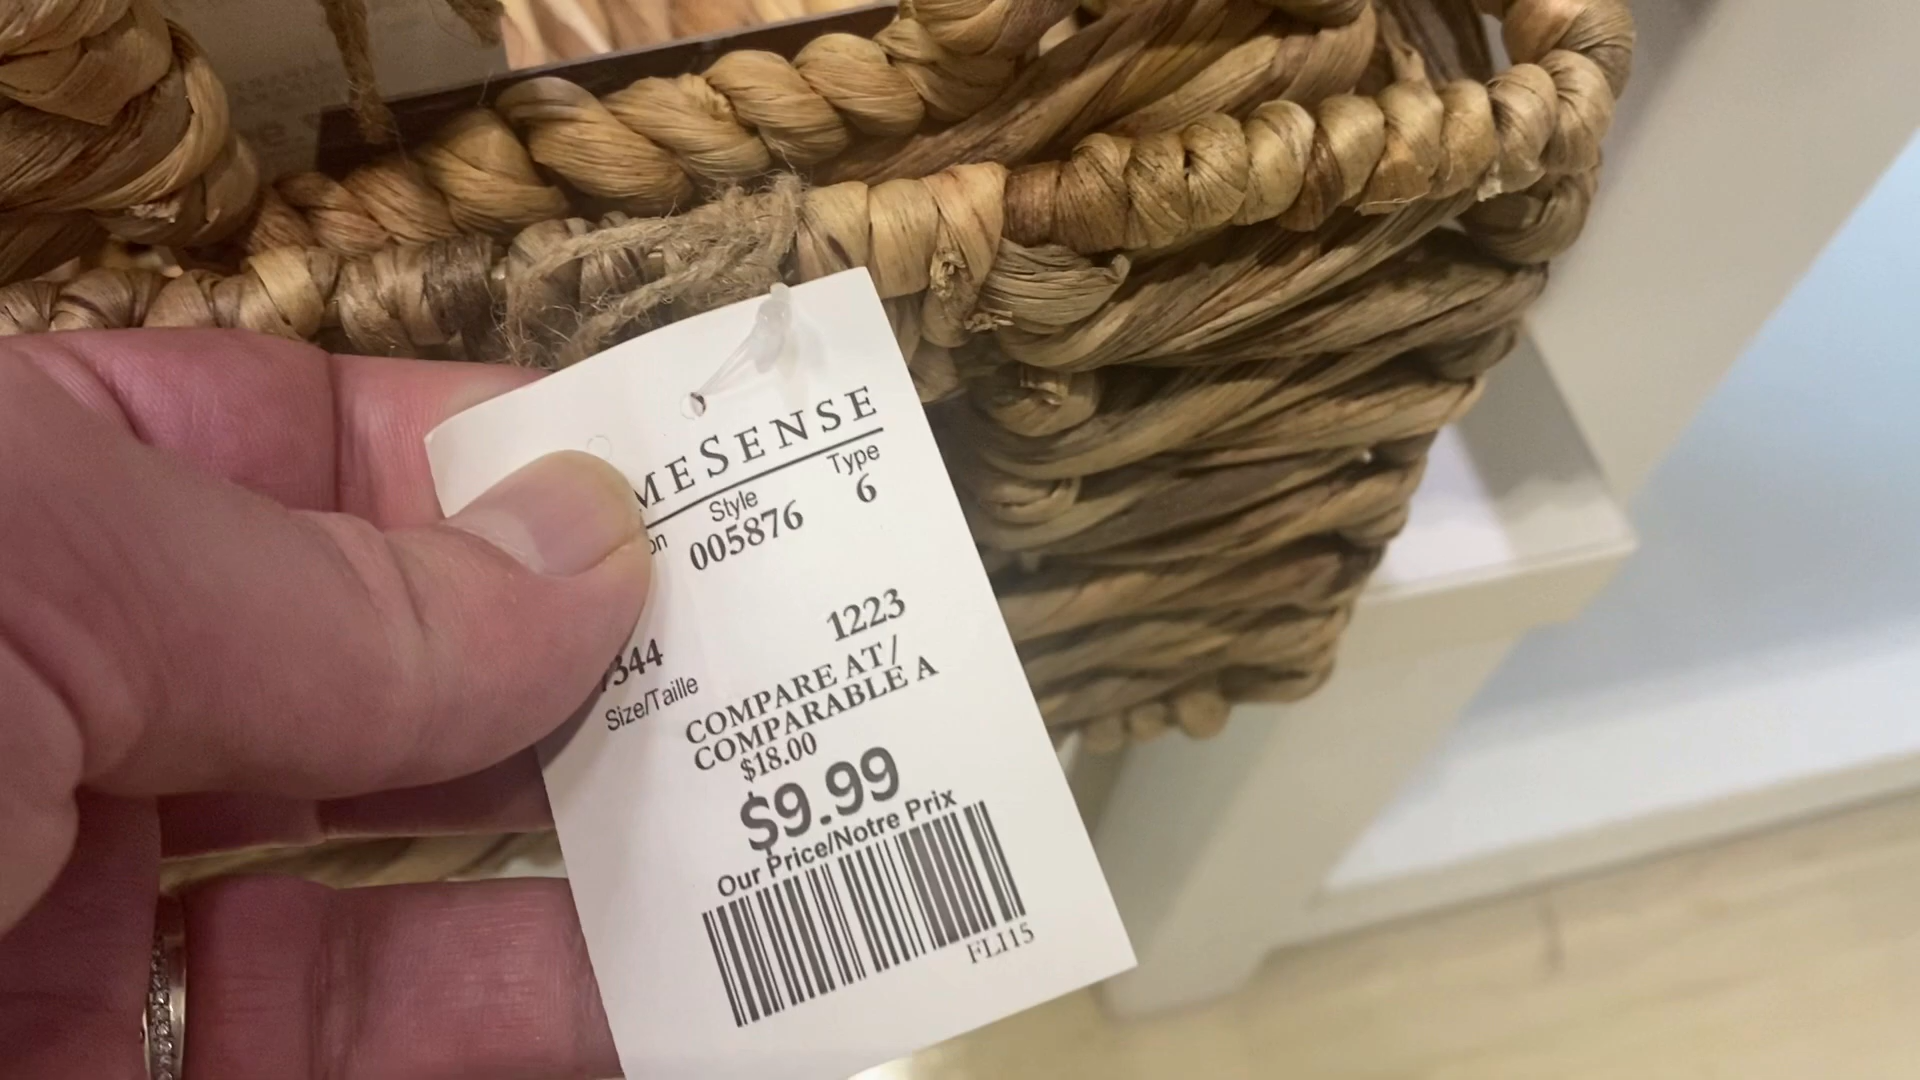 MESENSE
Style Type
005876 6
1223
344
Size/Taille
COMPARE AT/
COMPARABLE A
$18.00
$9.99
Our Price/Notre Prix
FLI15